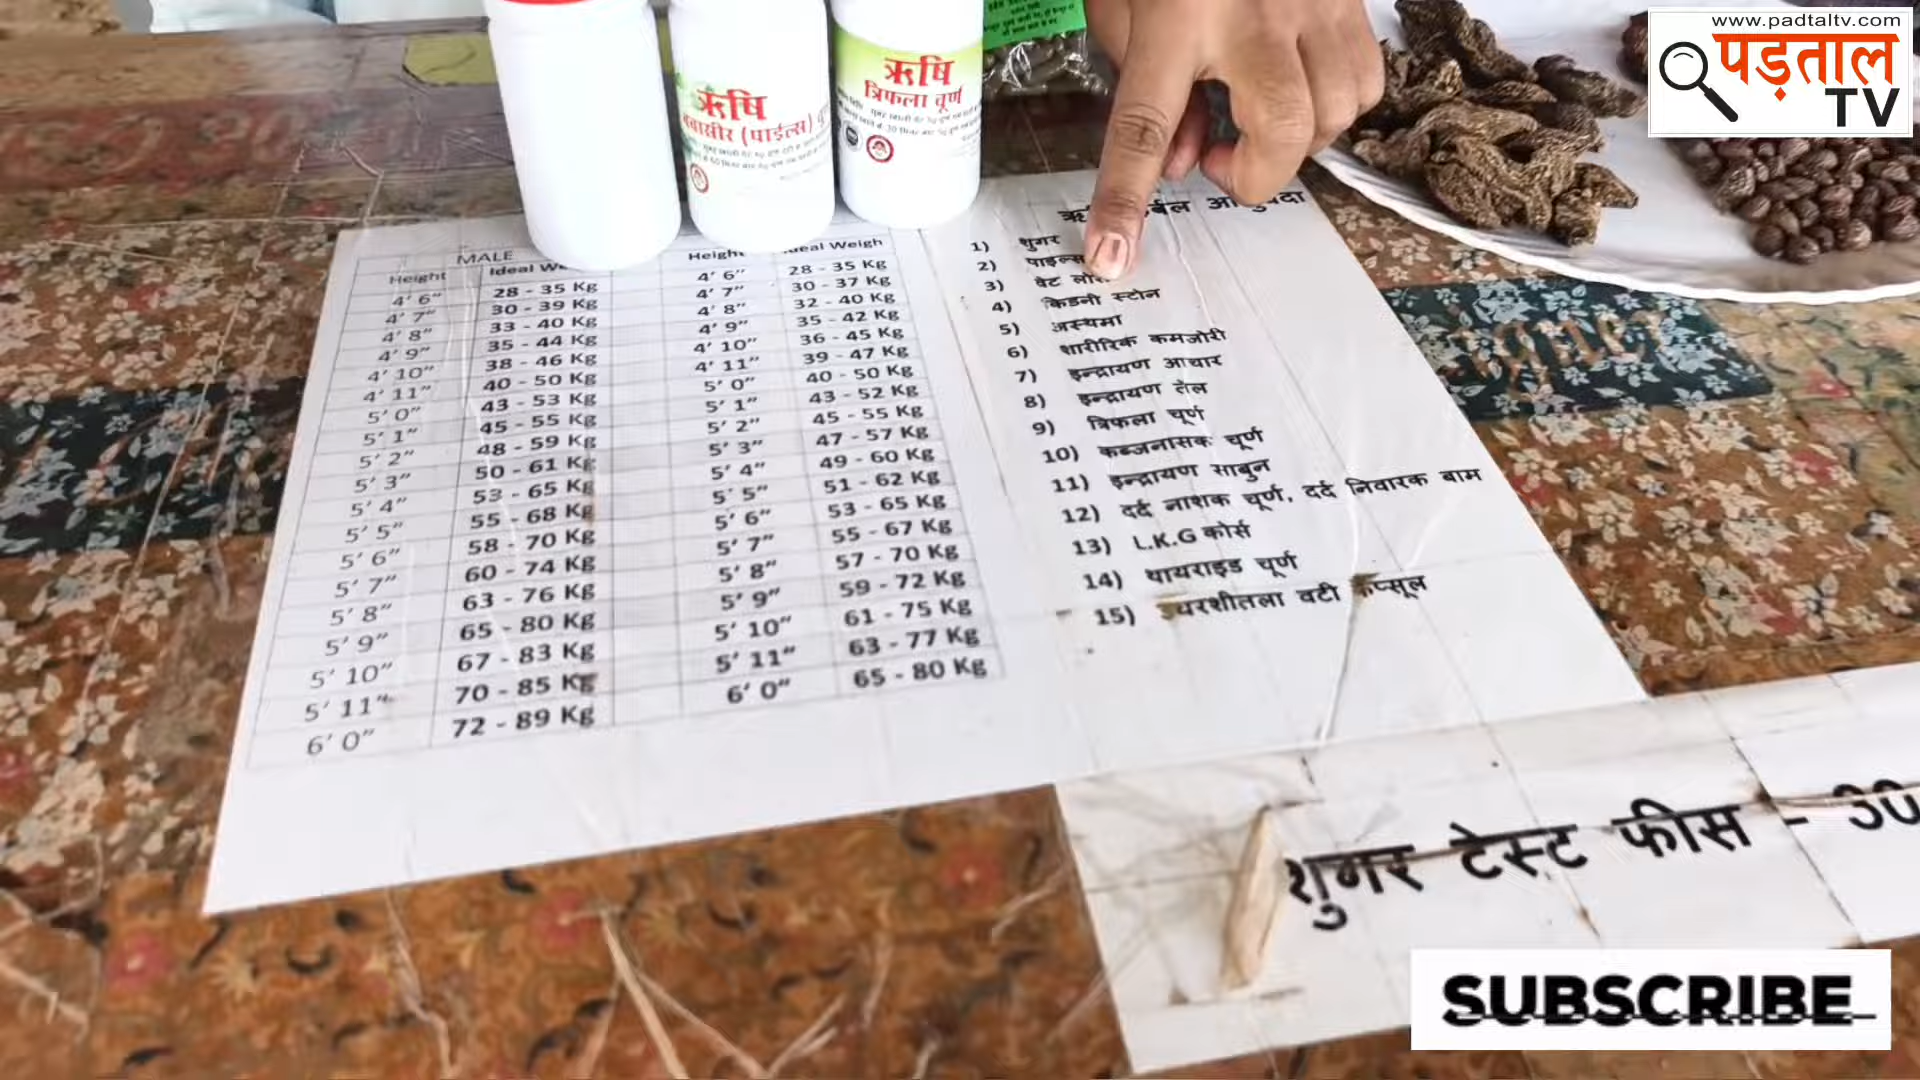 www.padtaltv.com
पड़ताल
TV
ऋषि
(पाईल्स)
ऋषि
त्रिफला चूर्ण
MALE
Height
Height
4' 6" 28 - 35 Kg
4' 7" 30 - 39 Kg
4' 8" 33 - 40 Kg
4' 9" 35 - 44 Kg
4' 10" 38 - 46 Kg
4' 11" 40 - 50 Kg
5' 0" 43 - 53 Kg
5' 1" 45 - 55 Kg
5' 2" 48 - 59 Kg
5' 3" 50 - 61 Kg
5' 4" 53 - 65 Kg
5' 5" 55 - 68 Kg
5' 6" 58 - 70 Kg
5' 7" 60 - 74 Kg
5' 8" 63 - 76 Kg
5' 9" 65 - 80 Kg
5' 10" 67 - 83 Kg
5' 11" 70 - 85 Kg
6' 0" 72 - 89 Kg
4' 6" 28 - 35 Kg
4' 7" 30 - 37 Kg
4' 8" 32 - 40 Kg
4' 9" 35 - 42 Kg
4' 10" 36 - 45 Kg
4' 11" 39 - 47 Kg
5' 0" 40 - 50 Kg
5' 1" 43 - 52 Kg
5' 2" 45 - 55 Kg
5' 3" 47 - 57 Kg
5' 4" 49 - 60 Kg
5' 5" 51 - 62 Kg
5' 6" 53 - 65 Kg
5' 7" 55 - 67 Kg
5' 8" 57 - 70 Kg
5' 9" 59 - 72 Kg
5' 10" 61 - 75 Kg
5' 11" 63 - 77 Kg
6' 0" 65 - 80 Kg
1) शुगर
2) पाइल्स
3) वेट
4) किडनी स्टोन
5) अस्थमा
6) शारीरिक कमजोरी
7) इन्द्रायण आचार
8) इन्द्रायण तेल
9) त्रिफला चूर्ण
10) कब्जनासक चूर्ण
11) इन्द्रायण साबुन
12) दर्द नाशक चूर्ण, दर्द निवारक बाम
13) L.K.G कोर्स
14) थायराइड चूर्ण
15) वटी
शुगर टेस्ट फीस - 30
SUBSCRIBE